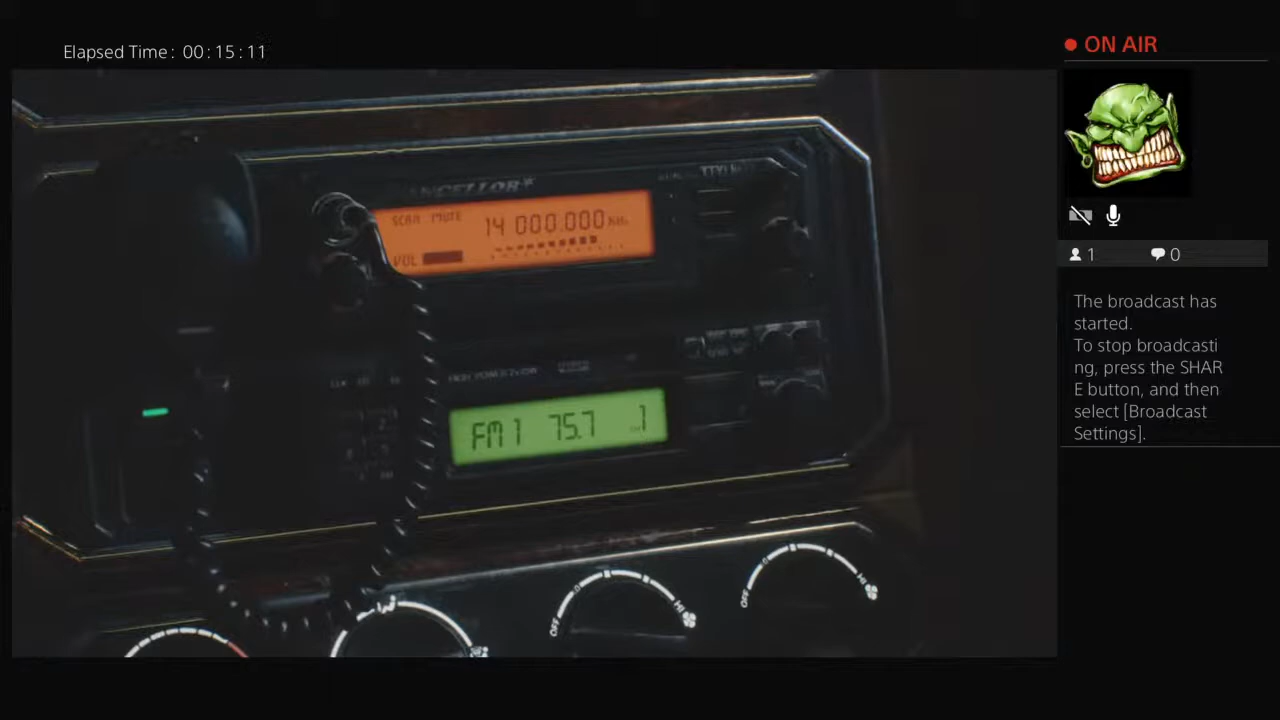 Elapsed Time: 00:15:11
ON AIR
SCAN MUTE 14 000.000
VOL
FM 1 75.7 1
OFF
HI
OFF
HI
1
0
The broadcast has
started.
To stop broadcasti
ng, press the SHAR
E button, and then
select [Broadcast
Settings].